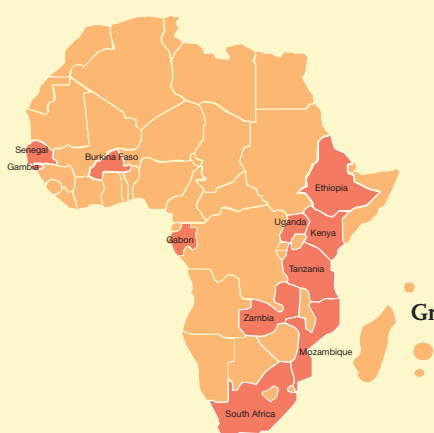 Senegal
Burkina Faso
Gambia
Ethiopia
Uganda
Kenya
Gabon
Tanzania
Gr
Zambia
Mozambique
South Africa